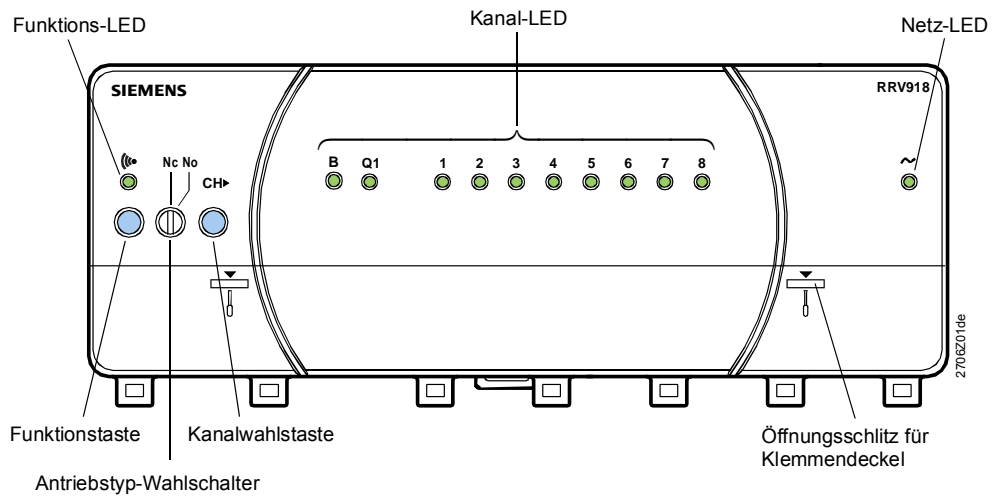 Funktions-LED
Kanal-LED
Netz-LED
SIEMENS
RRV918
Nc No
CH
B Q1 1 2 3 4 5 6 7 8
2706Z01de
Funktionstaste
Kanalwahlstaste
Öffnungsschlitz für
Klemmendeckel
Antriebstyp-Wahlschalter